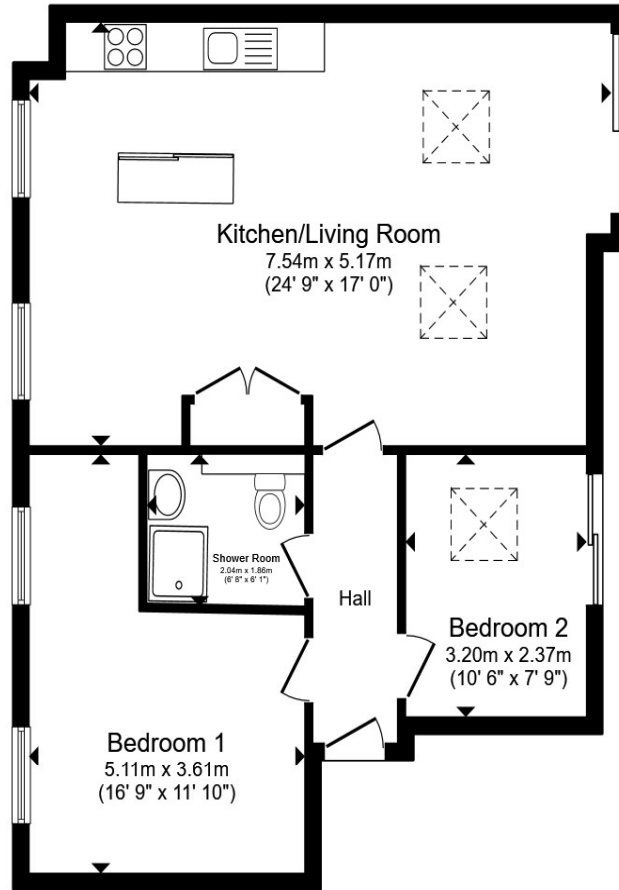 Kitchen/Living Room
7.54m x 5.17m
(24' 9" x 17' 0")
Shower Room
2.04m x 1.86m
(6' 8" x 6' 1")
Hall
Bedroom 2
3.20m x 2.37m
(10' 6" x 7' 9")
Bedroom 1
5.11m x 3.61m
(16' 9" x 11' 10")